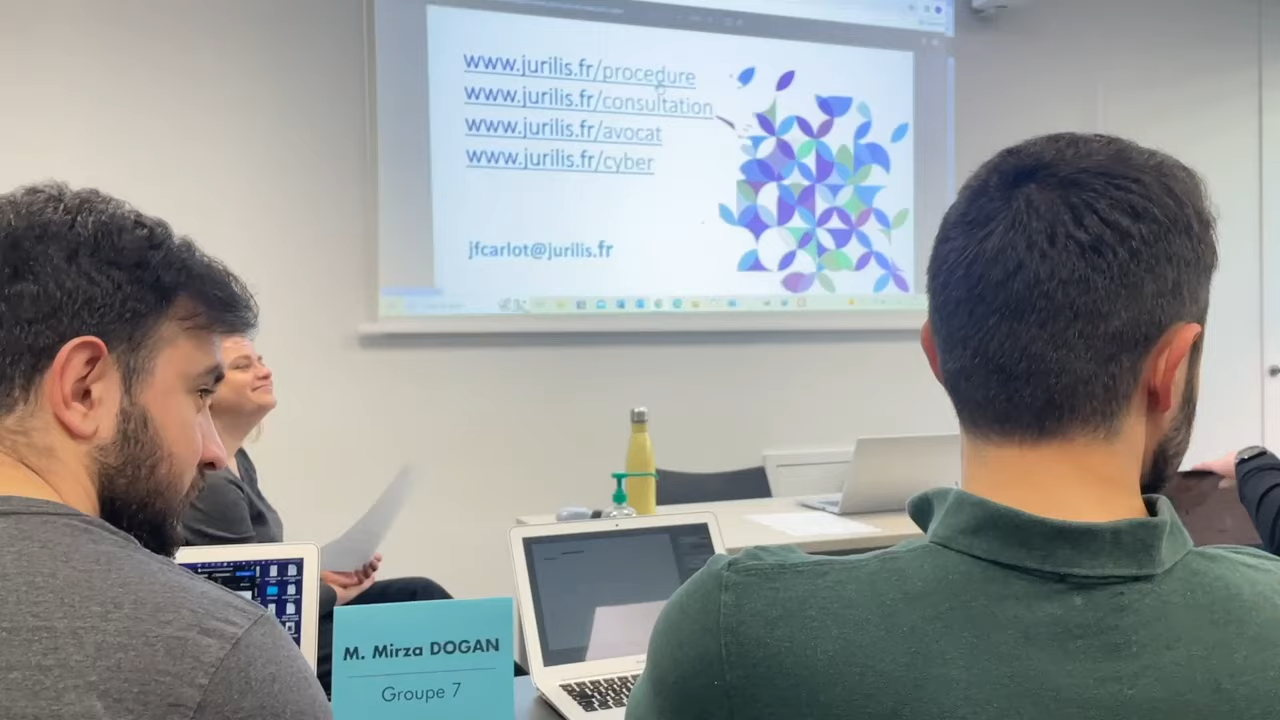 www.jurilis.fr/procedure
www.jurilis.fr/consultation
www.jurilis.fr/avocat
www.jurilis.fr/cyber
jfcarlot@jurilis.fr
M. Mirza DOGAN
Groupe 7